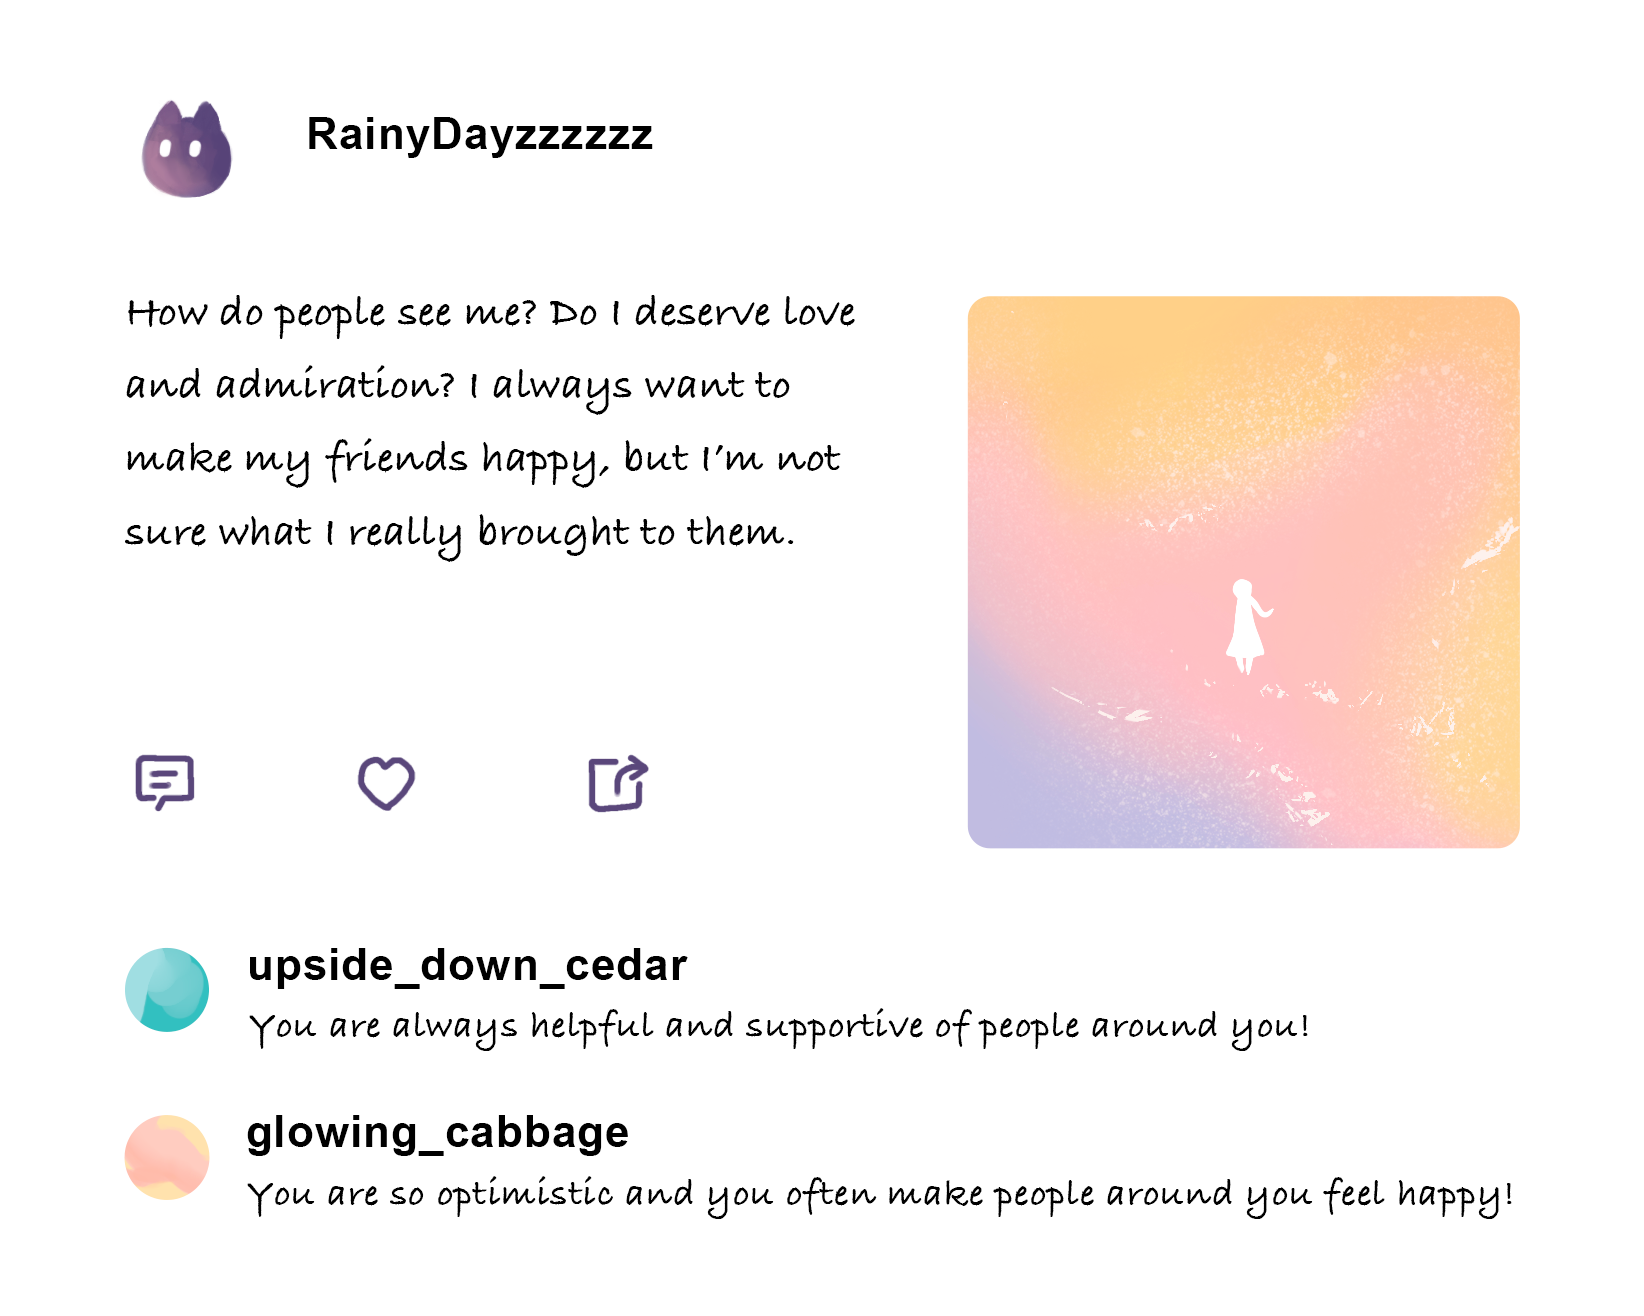 RainyDayzzzzzz
How do people see me? Do I deserve love
and admiration? I always want to
make my friends happy, but I'm not
sure what I really brought to them.
upside_down_cedar
You are always helpful and supportive of people around you!
glowing_cabbage
You are so optimistic and you often make people around you feel happy!